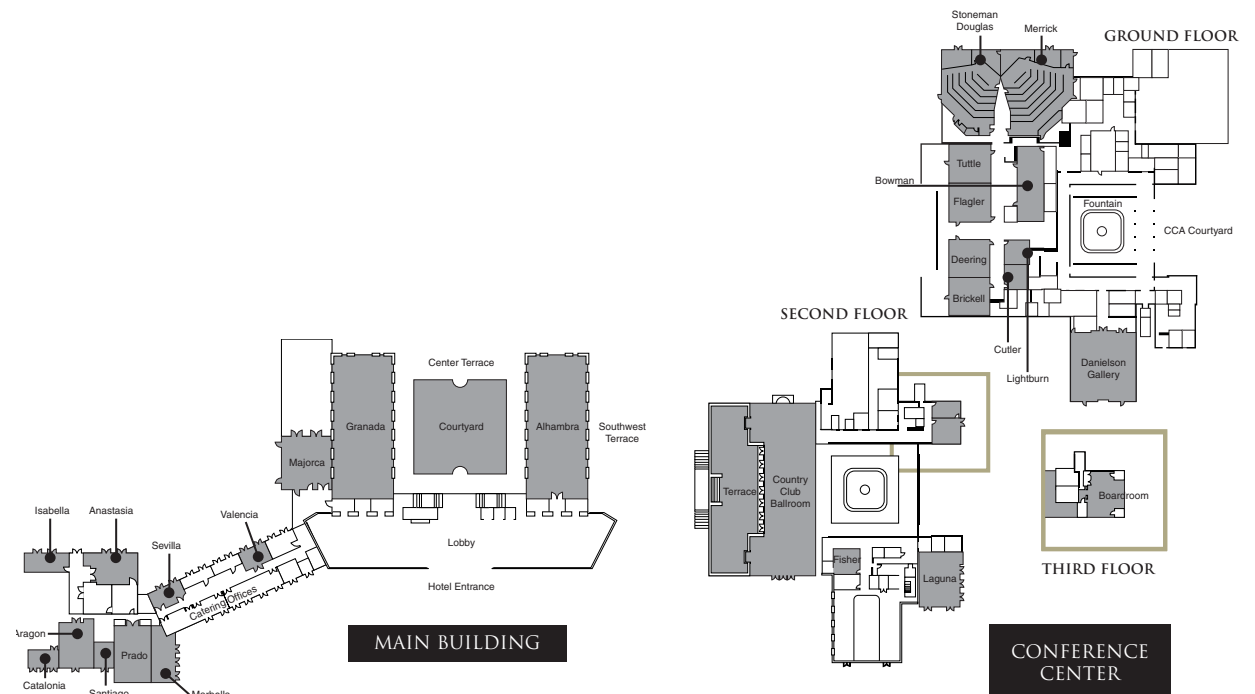 Stoneman
Douglas
Merrick
GROUND FLOOR
Tuttle
Bowman
Flagler
Fountain
CCA Courtyard
Deering
Brickell
SECOND FLOOR
Cutler
Lightburn
Danielson
Gallery
Center Terrace
Granada
Courtyard
Alhambra
Southwest
Terrace
Majorca
Terrace
Country
Club
Ballroom
Boardroom
Isabella
Anastasia
Valencia
Sevilla
Lobby
Hotel Entrance
Catering Offices
Fisher
Laguna
THIRD FLOOR
Aragon
Prado
Catalonia
Santiago
Marbella
MAIN BUILDING
CONFERENCE
CENTER